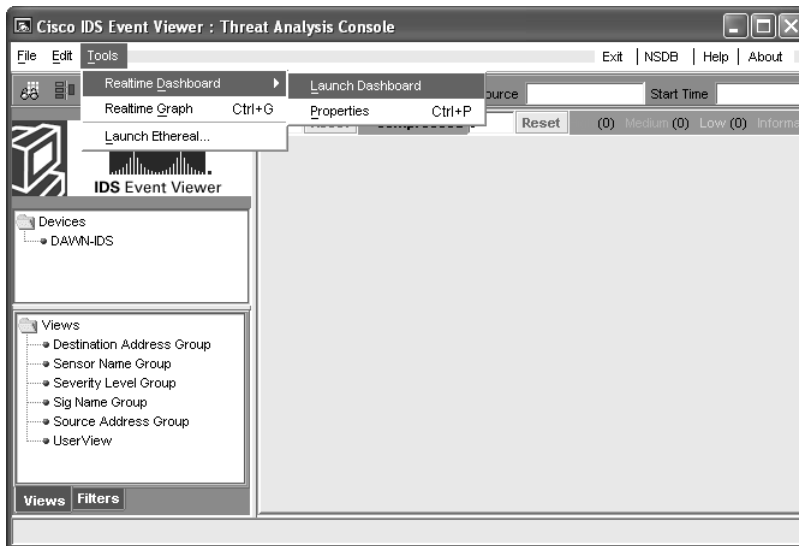 Cisco IDS Event Viewer : Threat Analysis Console
File Edit Tools Exit NSDB Help About
Realtime Dashboard
Launch Dashboard
Start Time
Realtime Graph Ctrl+G
Properties Ctrl+P
Launch Ethereal...
Reset (0) Medium (0) Low (0)
IDS Event Viewer
Devices
DAWN-IDS
Views
Destination Address Group
Sensor Name Group
Severity Level Group
Sig Name Group
Source Address Group
UserView
Views Filters